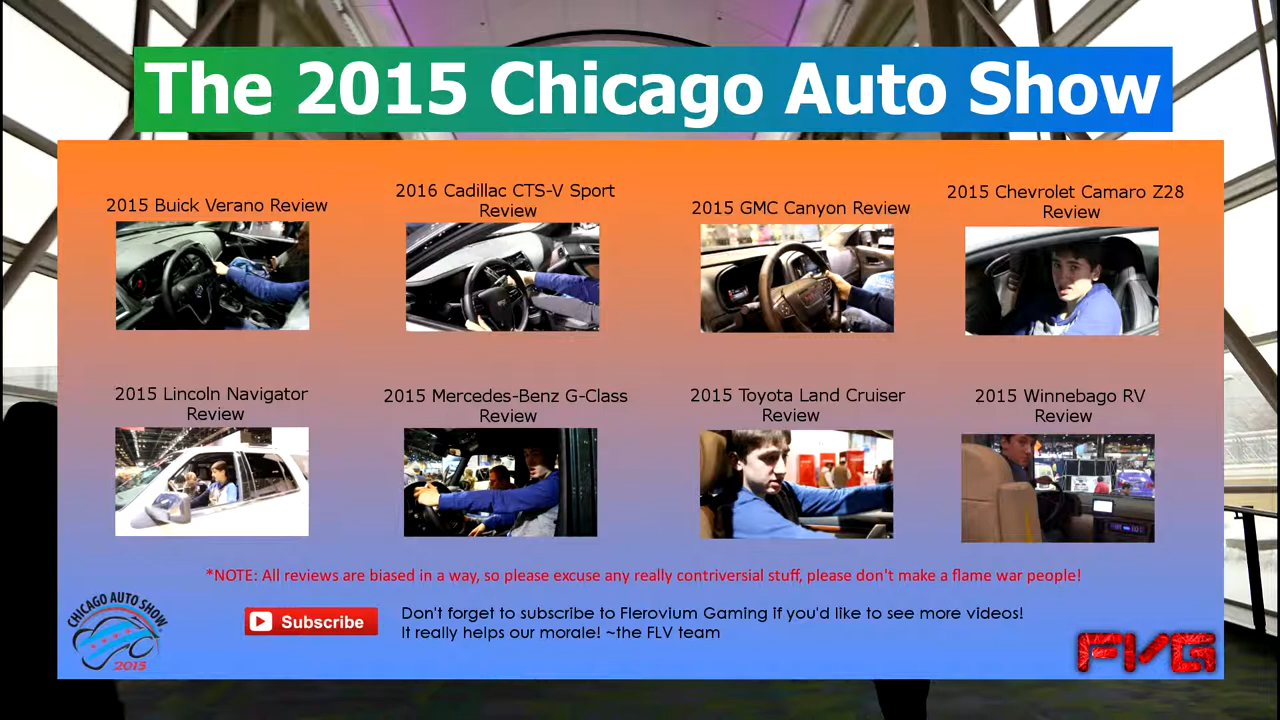 The 2015 Chicago Auto Show
2015 Buick Verano Review
2016 Cadillac CTS-V Sport
Review
2015 GMC Canyon Review
2015 Chevrolet Camaro Z28
Review
2015 Lincoln Navigator
Review
2015 Mercedes-Benz G-Class
Review
2015 Toyota Land Cruiser
Review
2015 Winnebago RV
Review
*NOTE: All reviews are biased in a way, so please excuse any really contriversial stuff, please don't make a flame war people!
CHICAGO AUTO SHOW
2015
Subscribe
Don't forget to subscribe to Flerovium Gaming if you'd like to see more videos!
It really helps our morale! ~the FLV team
FVG